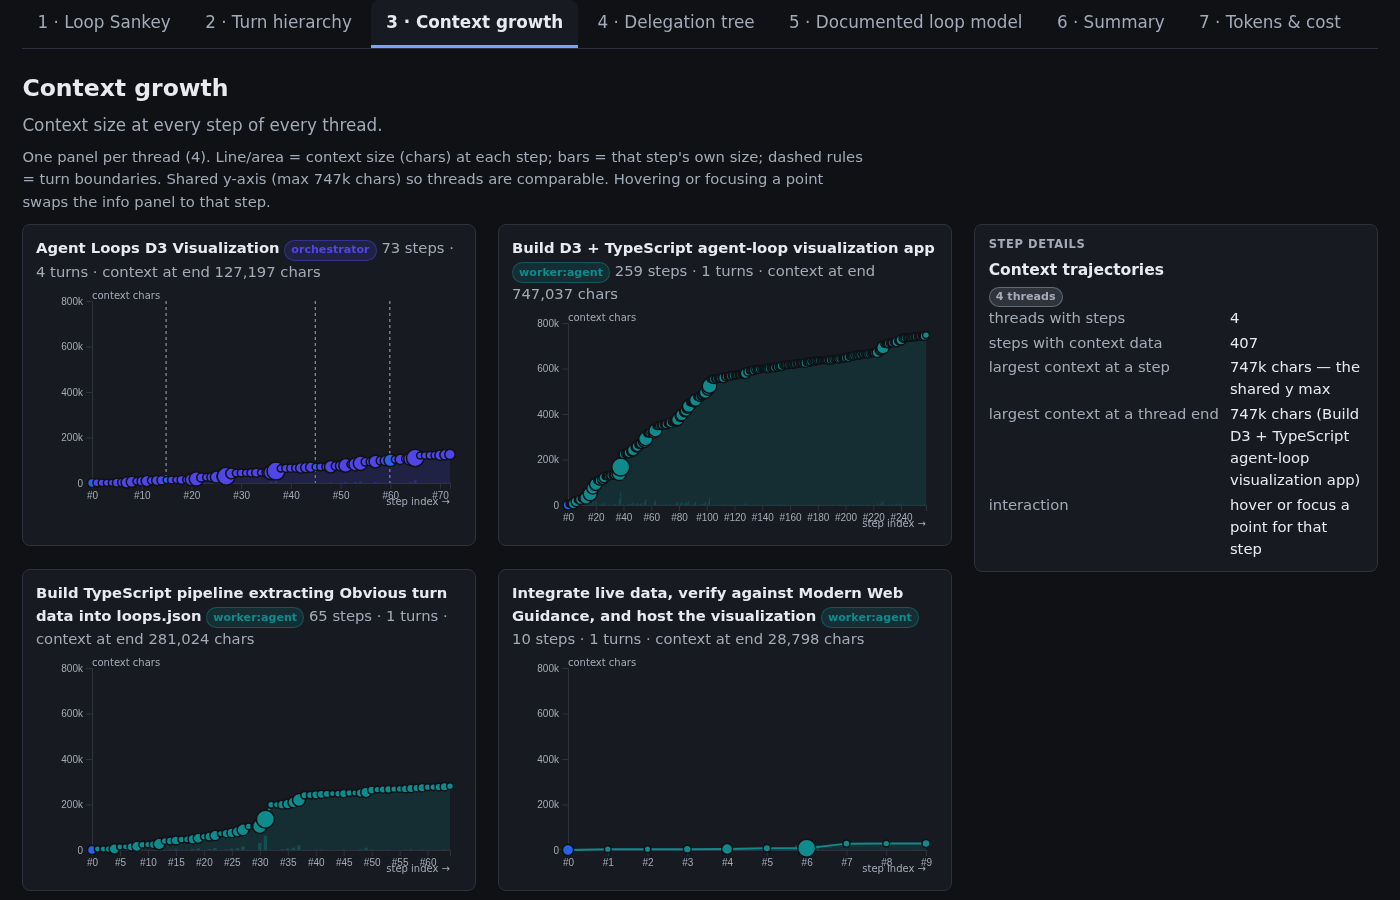 1 · Loop Sankey
2 · Turn hierarchy
3 · Context growth
4 · Delegation tree
5 · Documented loop model
6 · Summary
7 · Tokens & cost
Context growth
Context size at every step of every thread.
One panel per thread (4). Line/area = context size (chars) at each step; bars = that step's own size; dashed rules
= turn boundaries. Shared y-axis (max 747k chars) so threads are comparable. Hovering or focusing a point
swaps the info panel to that step.
Agent Loops D3 Visualization orchestrator 73 steps ·
4 turns · context at end 127,197 chars
context chars
800k
600k
400k
200k
0
#0 #10 #20 #30 #40 #50 #60 #70
step index →
Build D3 + TypeScript agent-loop visualization app
worker:agent 259 steps · 1 turns · context at end
747,037 chars
context chars
800k
600k
400k
200k
0
#0 #20 #40 #60 #80 #100 #120 #140 #160 #180 #200 #220 #240
step index →
STEP DETAILS
Context trajectories
4 threads
threads with steps 4
steps with context data 407
largest context at a step 747k chars — the
shared y max
largest context at a thread end 747k chars (Build
D3 + TypeScript
agent-loop
visualization app)
interaction hover or focus a
point for that
step
Build TypeScript pipeline extracting Obvious turn
data into loops.json worker:agent 65 steps · 1 turns ·
context at end 281,024 chars
context chars
800k
600k
400k
200k
0
#0 #5 #10 #15 #20 #25 #30 #35 #40 #45 #50 #55 #60
step index →
Integrate live data, verify against Modern Web
Guidance, and host the visualization worker:agent
10 steps · 1 turns · context at end 28,798 chars
context chars
800k
600k
400k
200k
0
#0 #1 #2 #3 #4 #5 #6 #7 #8 #9
step index →